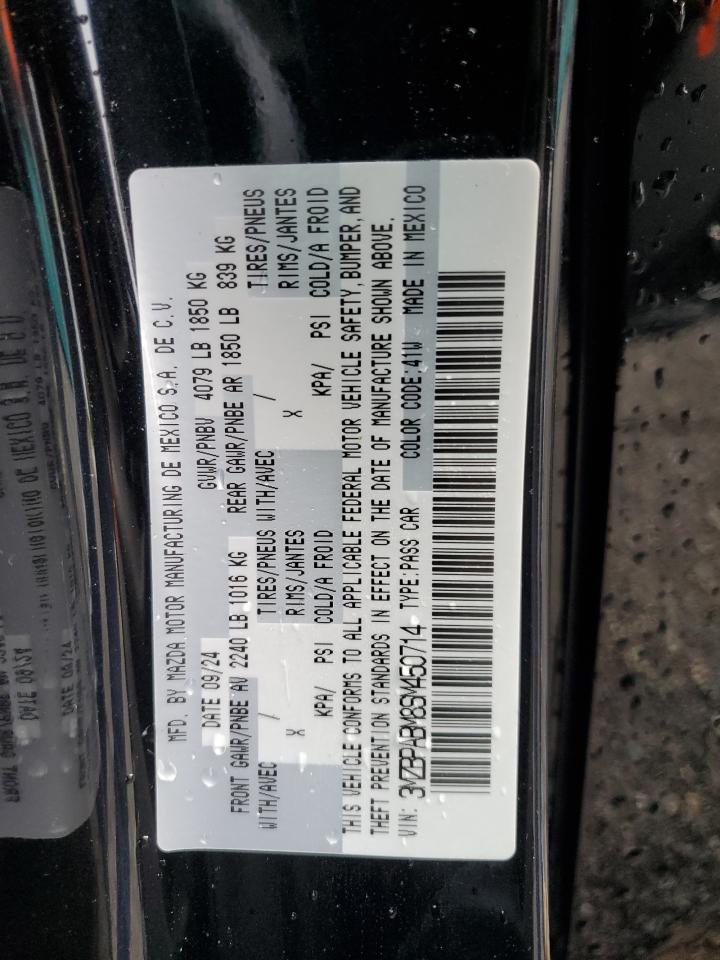 MFD. BY MAZDA MOTOR MANUFACTURING DE MEXICO S.A. DE C.V.
DATE 09/24 GVWR/PNBV 4079 LB 1850 KG
FRONT GAWR/PNBE AV 2240 LB 1016 KG REAR GAWR/PNBE AR 1850 LB 839 KG
WITH/AVEC / TIRES/PNEUS WITH/AVEC / TIRES/PNEUS
X RIMS/JANTES X RIMS/JANTES
KPA/ PSI COLD/A FROID KPA/ PSI COLD/A FROID
THIS VEHICLE CONFORMS TO ALL APPLICABLE FEDERAL MOTOR VEHICLE SAFETY, BUMPER, AND
THEFT PREVENTION STANDARDS IN EFFECT ON THE DATE OF MANUFACTURE SHOWN ABOVE.
VIN: 3MZBPABM8SM450714 TYPE:PASS CAR COLOR CODE:41W MADE IN MEXICO